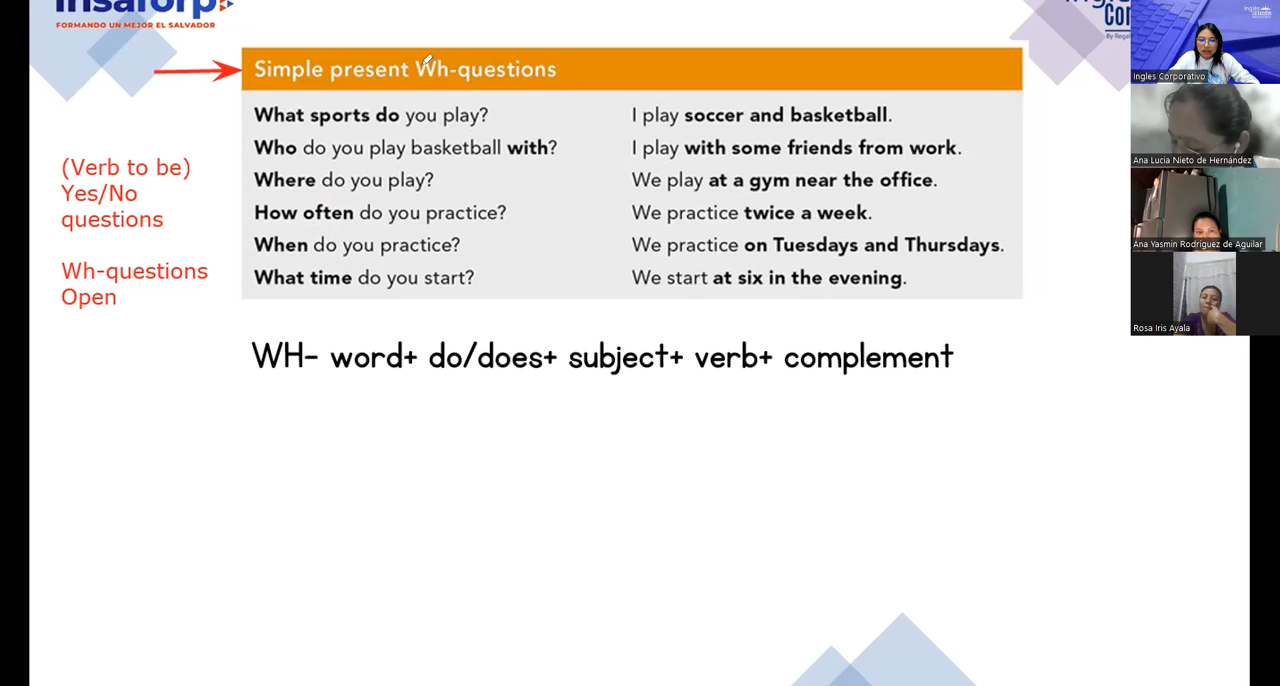 Insaforp
FORMANDO UN MEJOR EL SALVADOR
Inglés
Cor
By Regal
Simple present Wh-questions
What sports do you play? I play soccer and basketball.
Who do you play basketball with? I play with some friends from work.
Where do you play? We play at a gym near the office.
How often do you practice? We practice twice a week.
When do you practice? We practice on Tuesdays and Thursdays.
What time do you start? We start at six in the evening.
(Verb to be)
Yes/No
questions
Wh-questions
Open
WH- word+ do/does+ subject+ verb+ complement
Ingles Corporativo
Ana Lucia Nieto de Hernández
Ana Yasmin Rodriguez de Aguilar
Rosa Iris Ayala